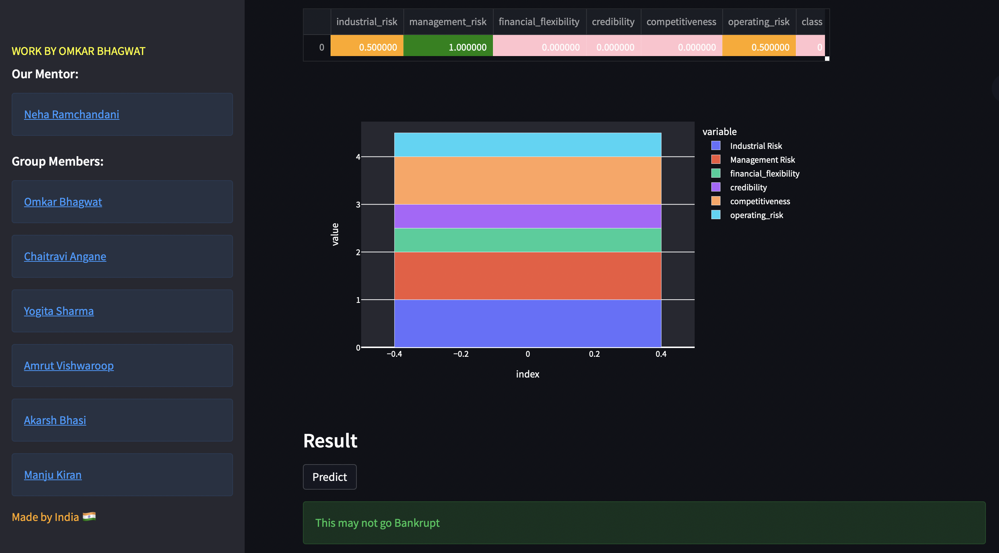 WORK BY OMKAR BHAGWAT
Our Mentor:
Neha Ramchandani
Group Members:
Omkar Bhagwat
Chaitravi Angane
Yogita Sharma
Amrut Vishwaroop
Akarsh Bhasi
Manju Kiran
Made by India 🇮🇳
industrial_risk management_risk financial_flexibility credibility competitiveness operating_risk class
0 0.500000 1.000000 0.000000 0.000000 0.000000 0.500000 0
variable
Industrial Risk
Management Risk
financial_flexibility
credibility
competitiveness
operating_risk
value
4
3
2
1
0
−0.4 −0.2 0 0.2 0.4
index
Result
Predict
This may not go Bankrupt